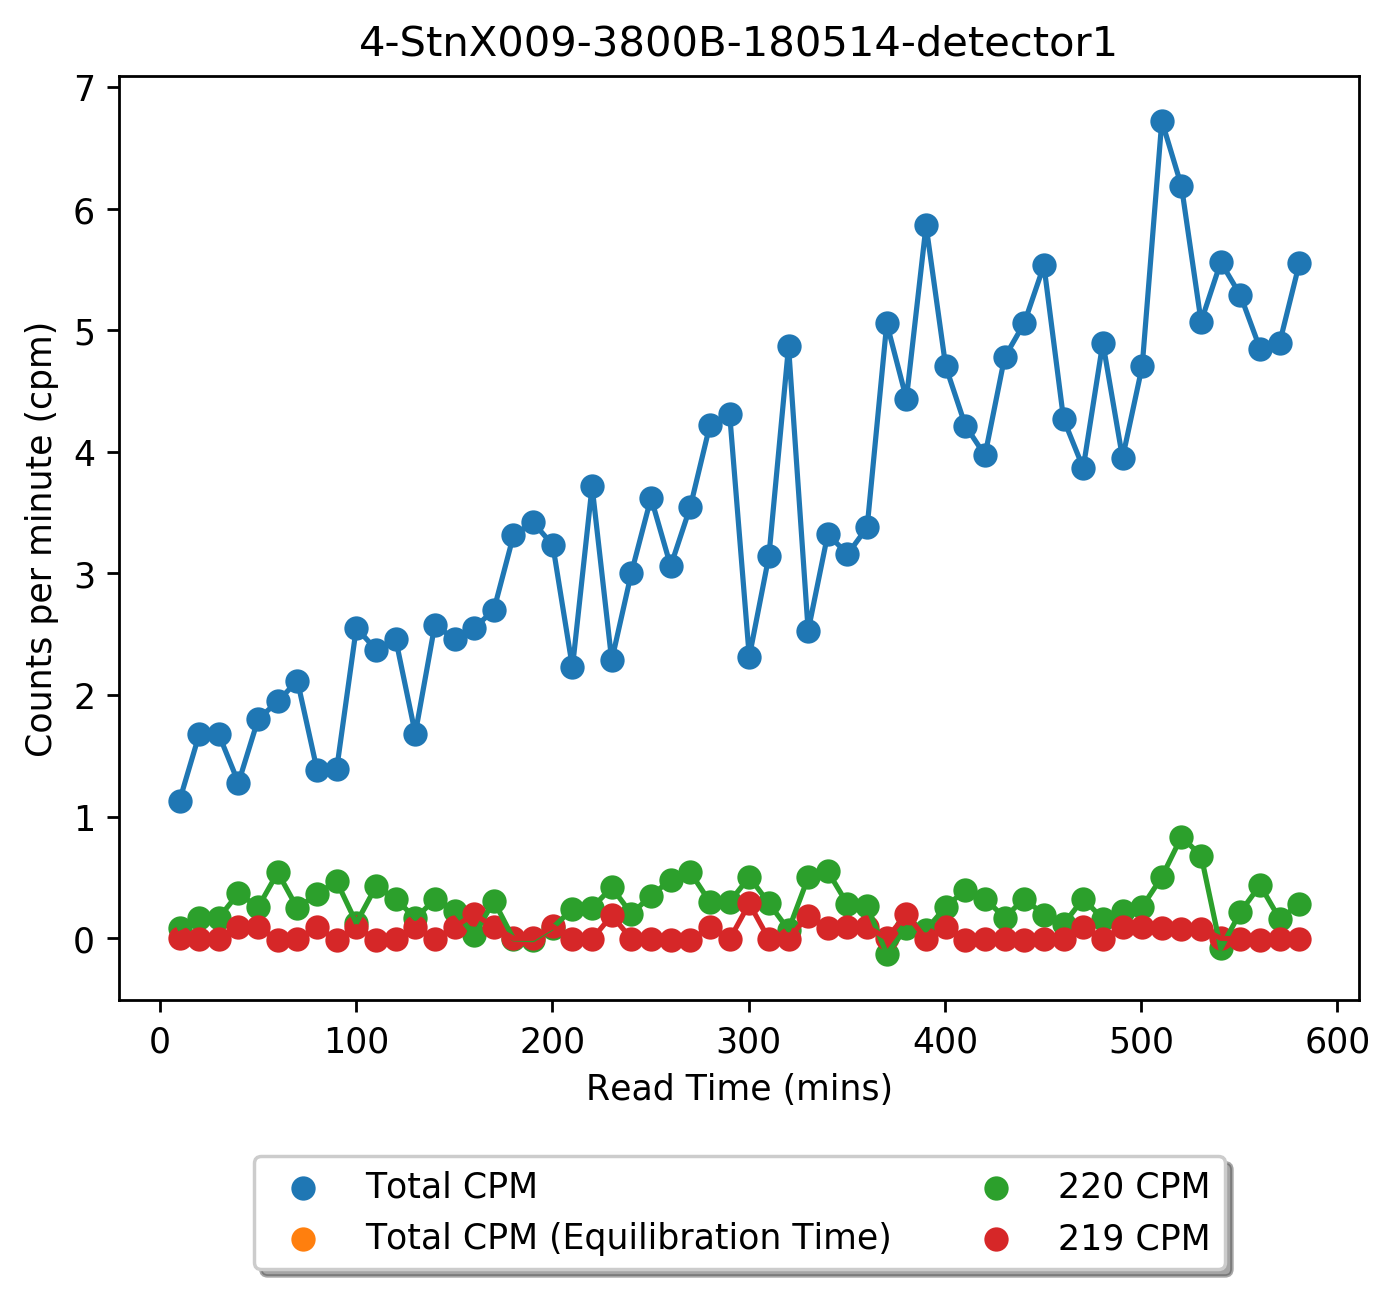 4-StnX009-3800B-180514-detector1
7
6
5
4
3
2
1
0
Counts per minute (cpm)
0 100 200 300 400 500 600
Read Time (mins)
Total CPM
Total CPM (Equilibration Time)
220 CPM
219 CPM